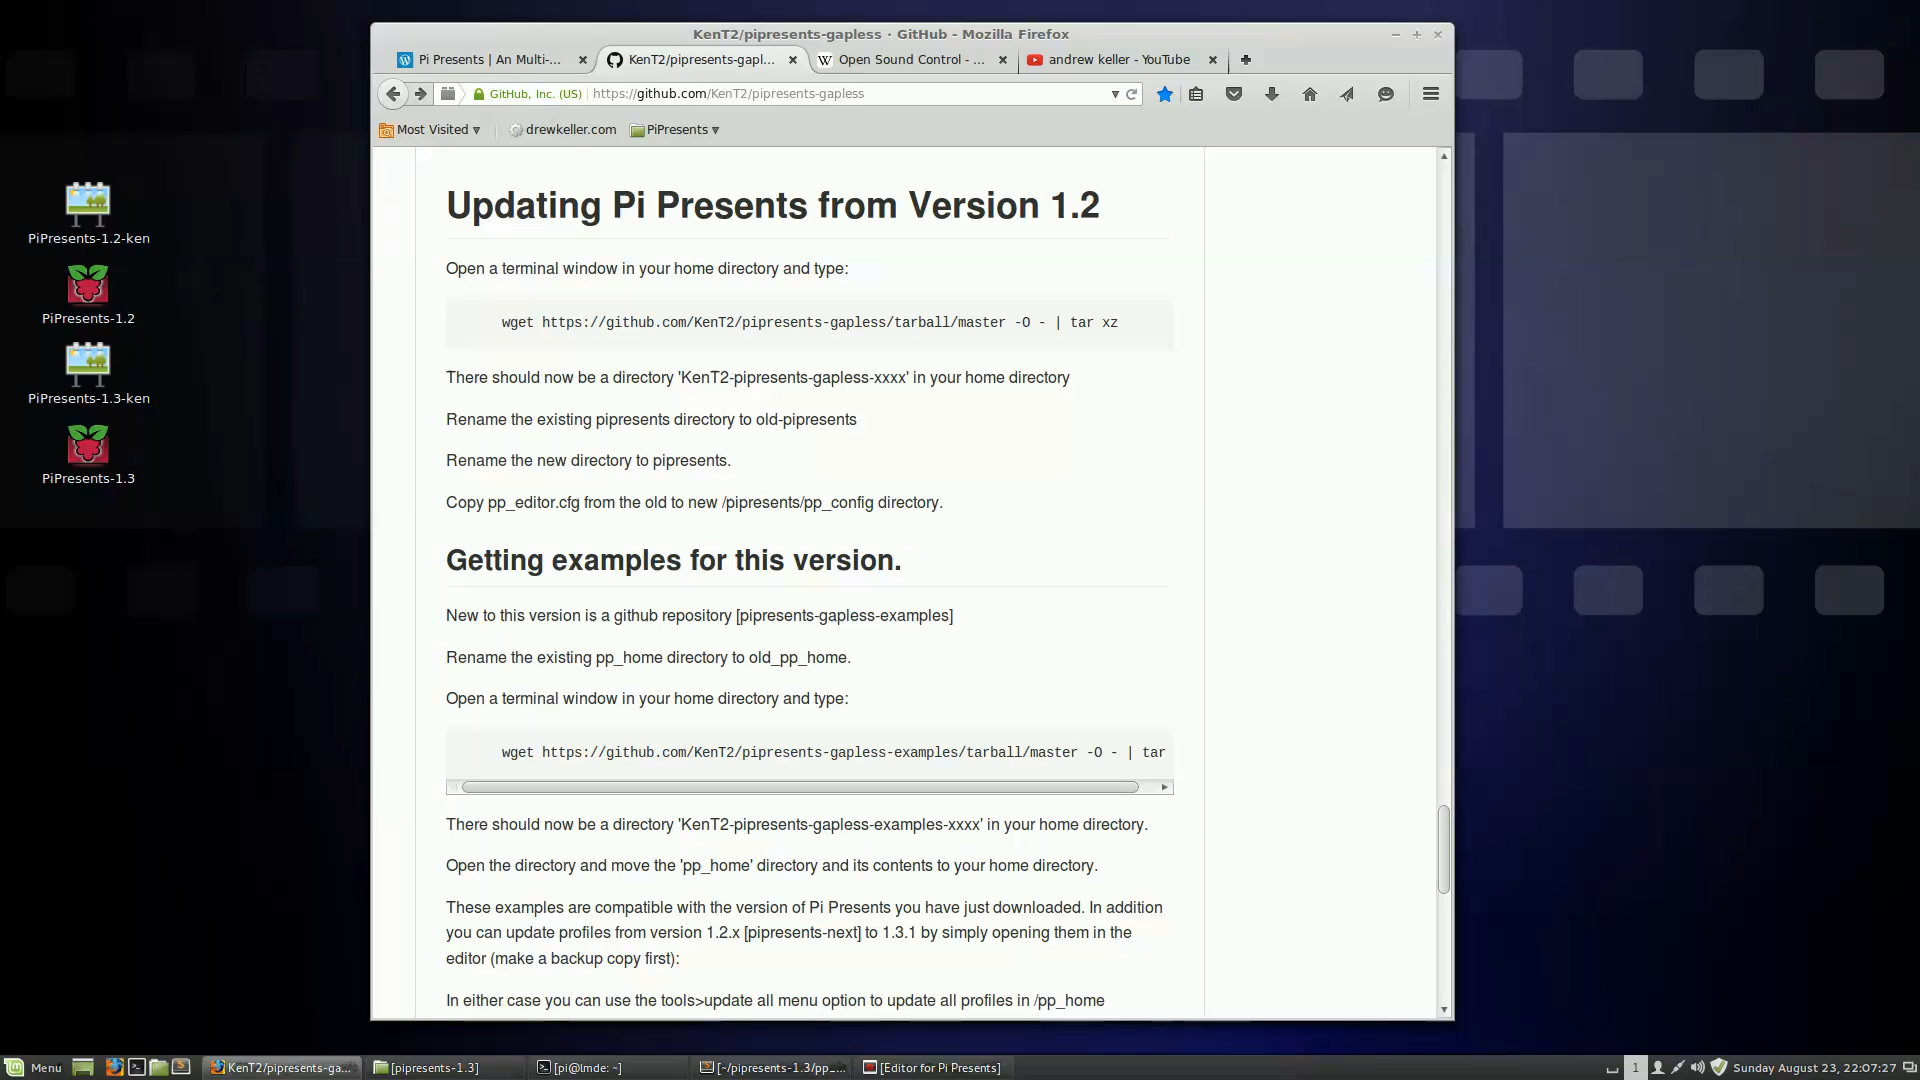 KenT2/pipresents-gapless · GitHub - Mozilla Firefox
Pi Presents | An Multi-...
KenT2/pipresents-gapl...
Open Sound Control - ...
andrew keller - YouTube
GitHub, Inc. (US)
https://github.com/KenT2/pipresents-gapless
Most Visited
drewkeller.com
PiPresents
PiPresents-1.2-ken
PiPresents-1.2
PiPresents-1.3-ken
PiPresents-1.3
Updating Pi Presents from Version 1.2
Open a terminal window in your home directory and type:
wget https://github.com/KenT2/pipresents-gapless/tarball/master -O - | tar xz
There should now be a directory 'KenT2-pipresents-gapless-xxxx' in your home directory
Rename the existing pipresents directory to old-pipresents
Rename the new directory to pipresents.
Copy pp_editor.cfg from the old to new /pipresents/pp_config directory.
Getting examples for this version.
New to this version is a github repository [pipresents-gapless-examples]
Rename the existing pp_home directory to old_pp_home.
Open a terminal window in your home directory and type:
wget https://github.com/KenT2/pipresents-gapless-examples/tarball/master -O - | tar
There should now be a directory 'KenT2-pipresents-gapless-examples-xxxx' in your home directory.
Open the directory and move the 'pp_home' directory and its contents to your home directory.
These examples are compatible with the version of Pi Presents you have just downloaded. In addition
you can update profiles from version 1.2.x [pipresents-next] to 1.3.1 by simply opening them in the
editor (make a backup copy first):
In either case you can use the tools>update all menu option to update all profiles in /pp_home
Menu
KenT2/pipresents-ga...
[pipresents-1.3]
[pi@lmde: ~]
[~/pipresents-1.3/pp_...
[Editor for Pi Presents]
1
Sunday August 23, 22:07:27